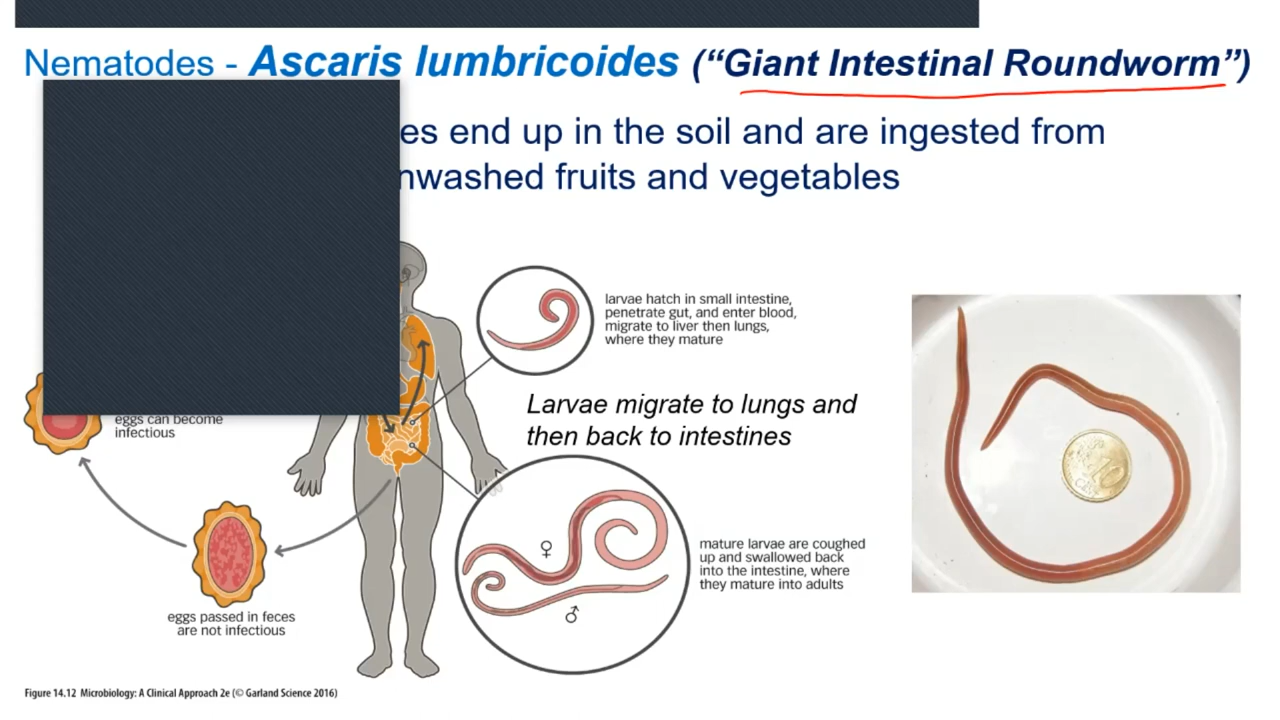 Nematodes - Ascaris lumbricoides (“Giant Intestinal Roundworm”)
end up in the soil and are ingested from
fruits and vegetables
larvae hatch in small intestine,
penetrate gut, and enter blood,
migrate to liver then lungs,
where they mature
eggs can become
infectious
Larvae migrate to lungs and
then back to intestines
♀
♂
mature larvae are coughed
up and swallowed back
into the intestine, where
they mature into adults
eggs passed in feces
are not infectious
10
Figure 14.12 Microbiology: A Clinical Approach 2e (© Garland Science 2016)